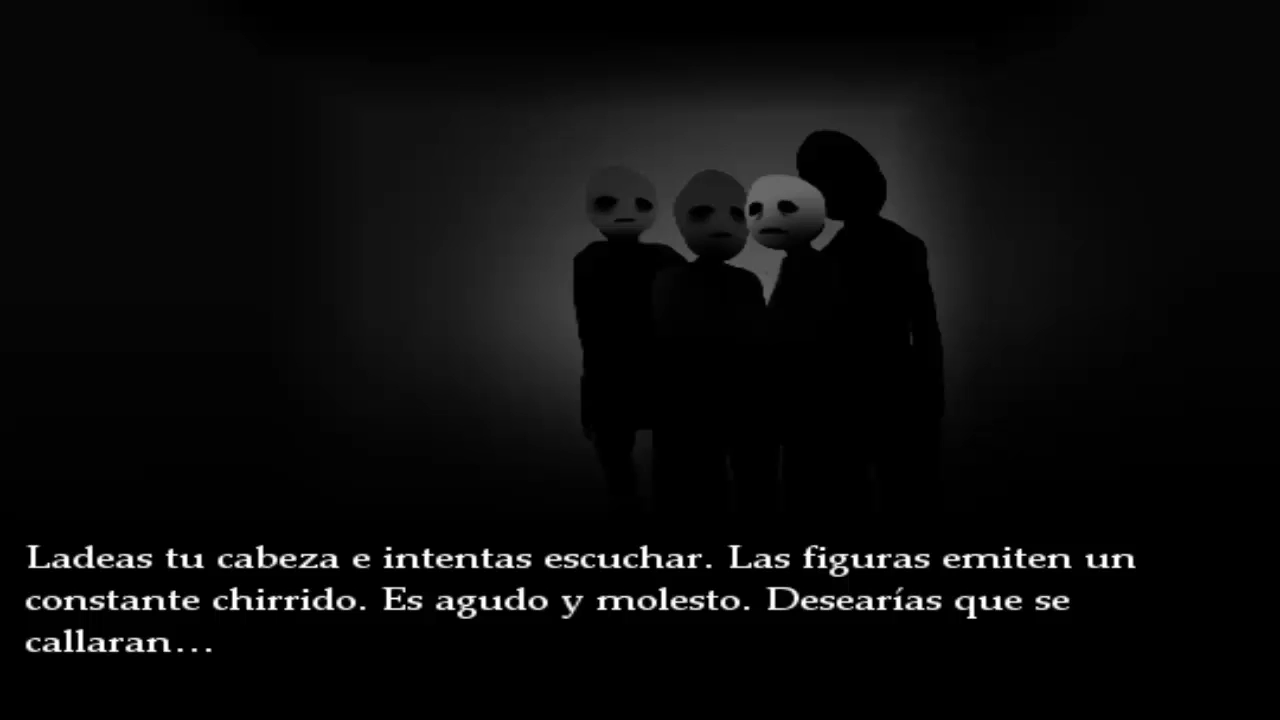 Ladeas tu cabeza e intentas escuchar. Las figuras emiten un
constante chirrido. Es agudo y molesto. Desearías que se
callaran...